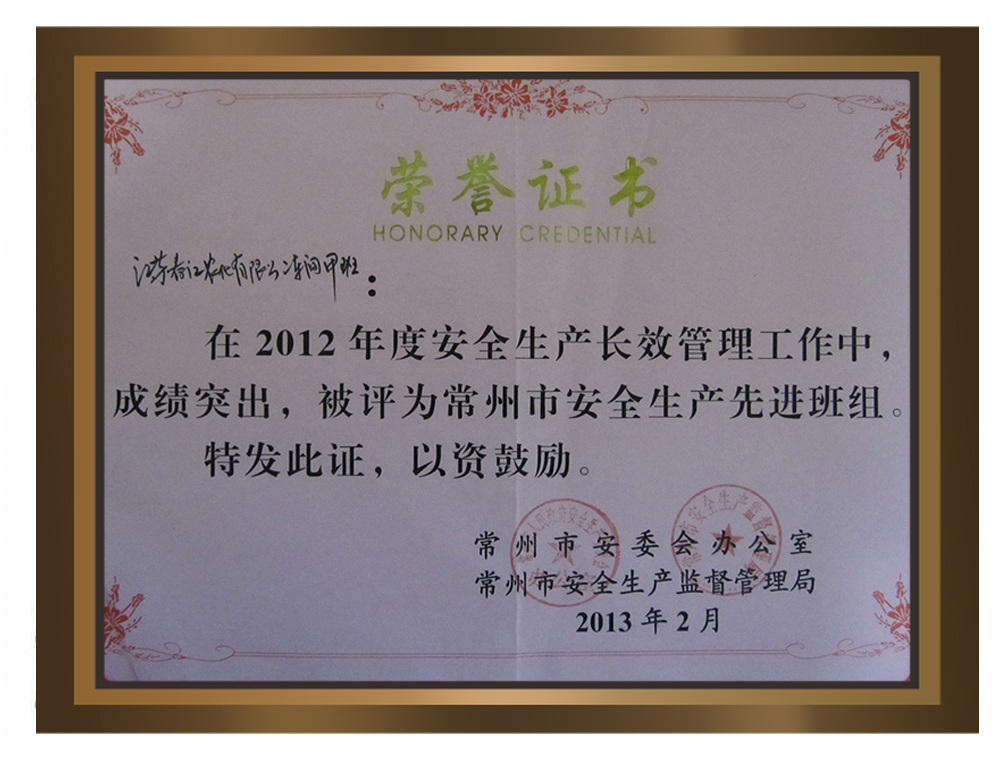 荣誉证书
HONORARY CREDENTIAL
江苏春江农化有限公司车间甲班：
在2012年度安全生产长效管理工作中，
成绩突出，被评为常州市安全生产先进班组。
特发此证，以资鼓励。
常州市安委会办公室
常州市安全生产监督管理局
2013年2月